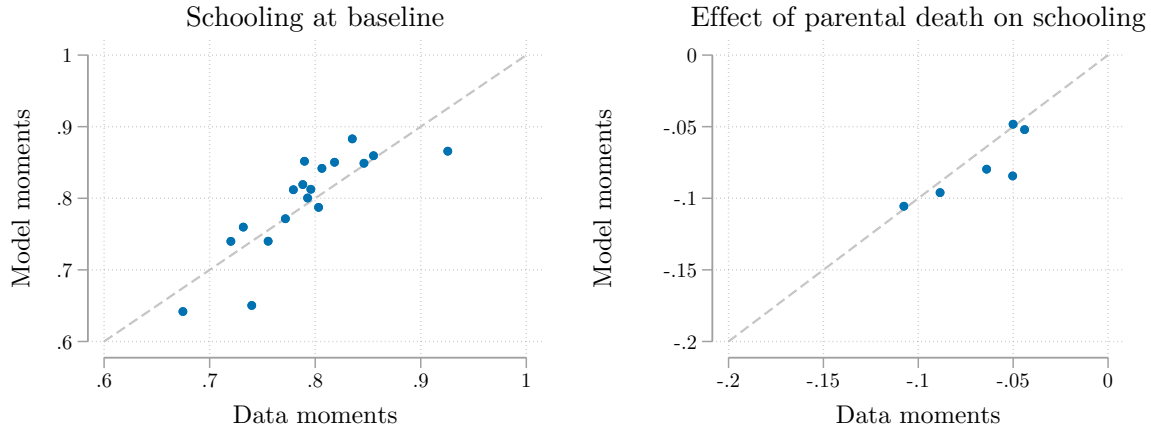 Schooling at baseline
Model moments
1
.9
.8
.7
.6
.6 .7 .8 .9 1
Data moments
Effect of parental death on schooling
Model moments
0
-.05
-.1
-.15
-.2
-.2 -.15 -.1 -.05 0
Data moments